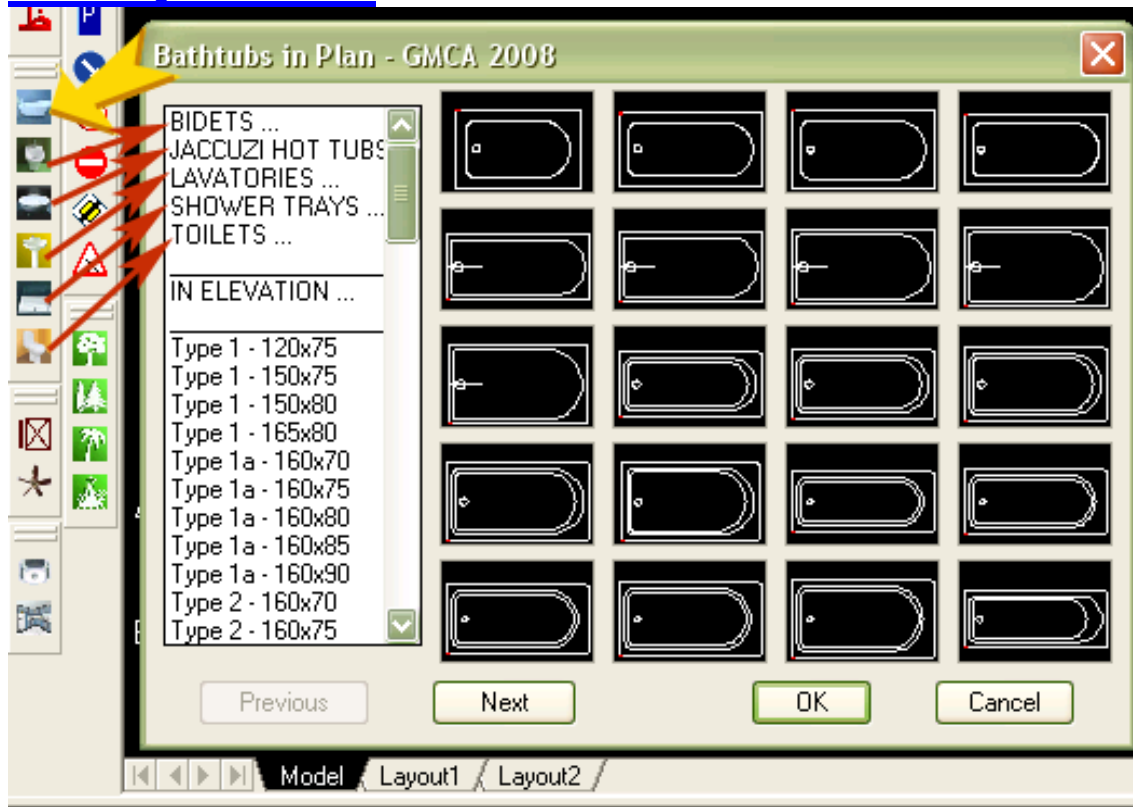 P
Bathtubs in Plan - GMCA 2008
BIDETS ...
JACCUZI HOT TUBS
LAVATORIES ...
SHOWER TRAYS ...
TOILETS ...
IN ELEVATION ...
Type 1 - 120x75
Type 1 - 150x75
Type 1 - 150x80
Type 1 - 165x80
Type 1a - 160x70
Type 1a - 160x75
Type 1a - 160x80
Type 1a - 160x85
Type 1a - 160x90
Type 2 - 160x70
Type 2 - 160x75
Previous Next OK Cancel
Model Layout1 Layout2